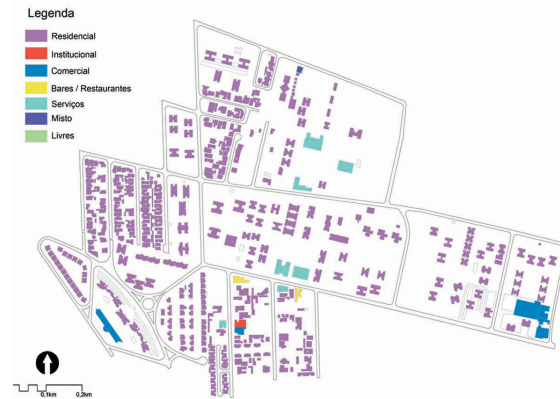 Legenda
Residencial
Institucional
Comercial
Bares / Restaurantes
Serviços
Misto
Livres
0,1km 0,2km